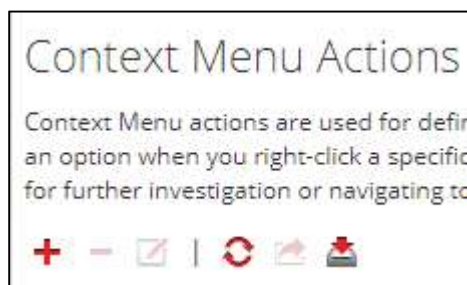 Context Menu Actions
Context Menu actions are used for defin
an option when you right-click a specific
for further investigation or navigating to